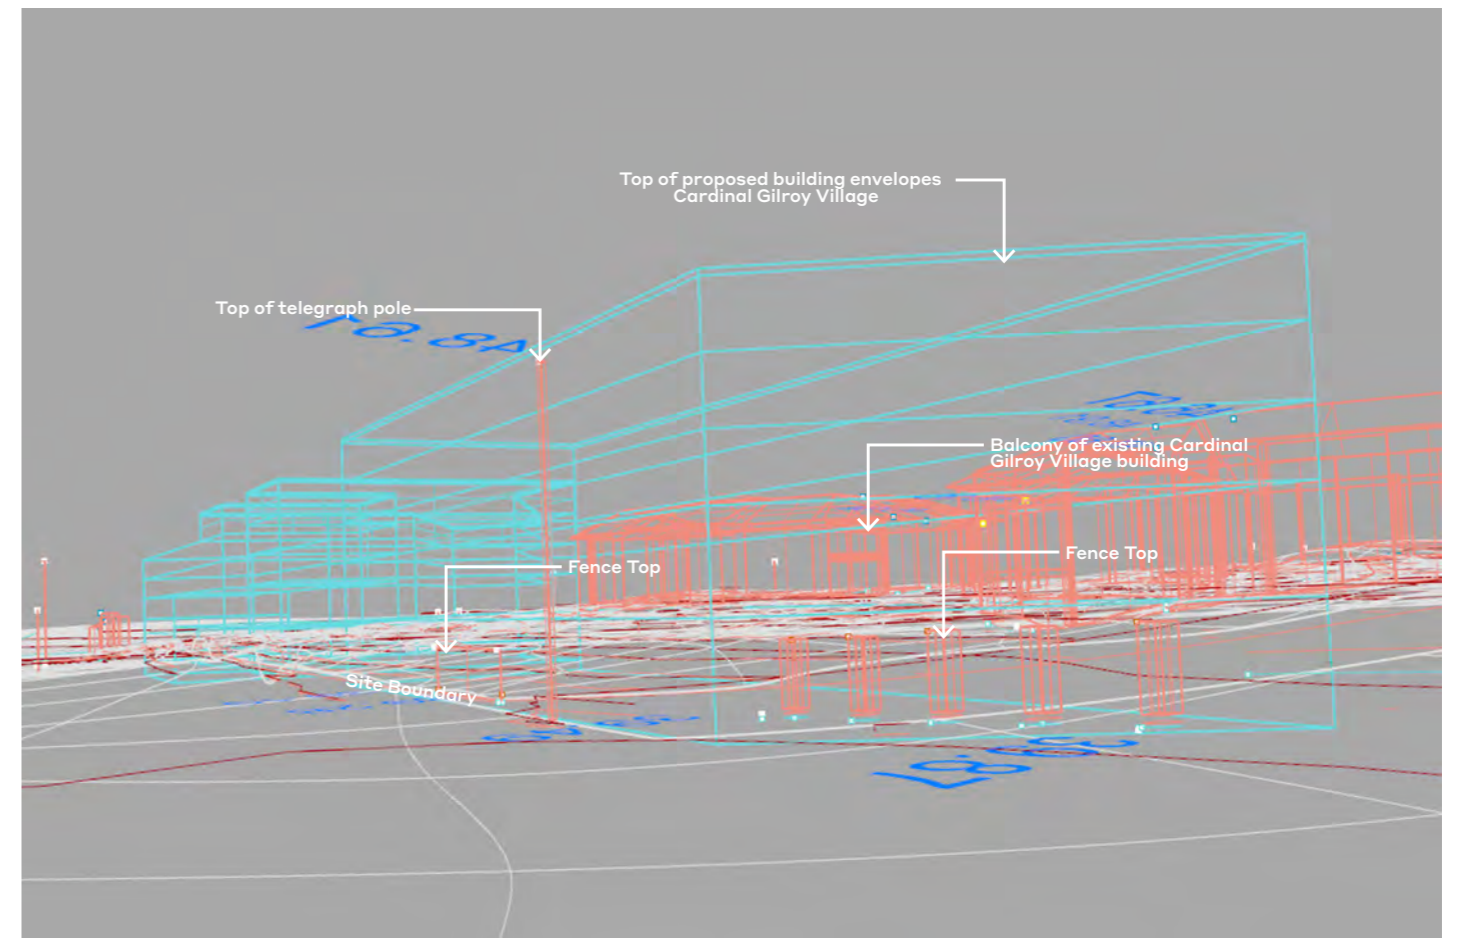 Top of proposed building envelopes
Cardinal Gilroy Village
Top of telegraph pole
Balcony of existing Cardinal
Gilroy Village building
Fence Top
Fence Top
Site Boundary